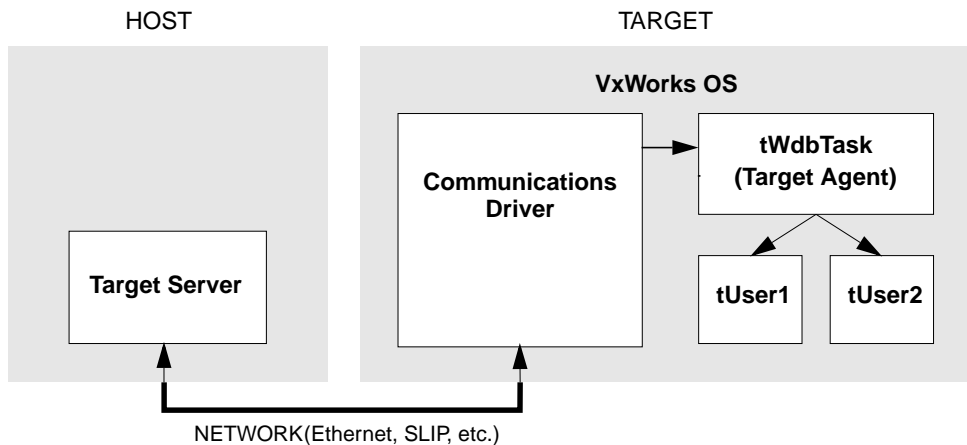 HOST
TARGET
VxWorks OS
Communications
Driver
tWdbTask
(Target Agent)
Target Server
tUser1
tUser2
NETWORK(Ethernet, SLIP, etc.)